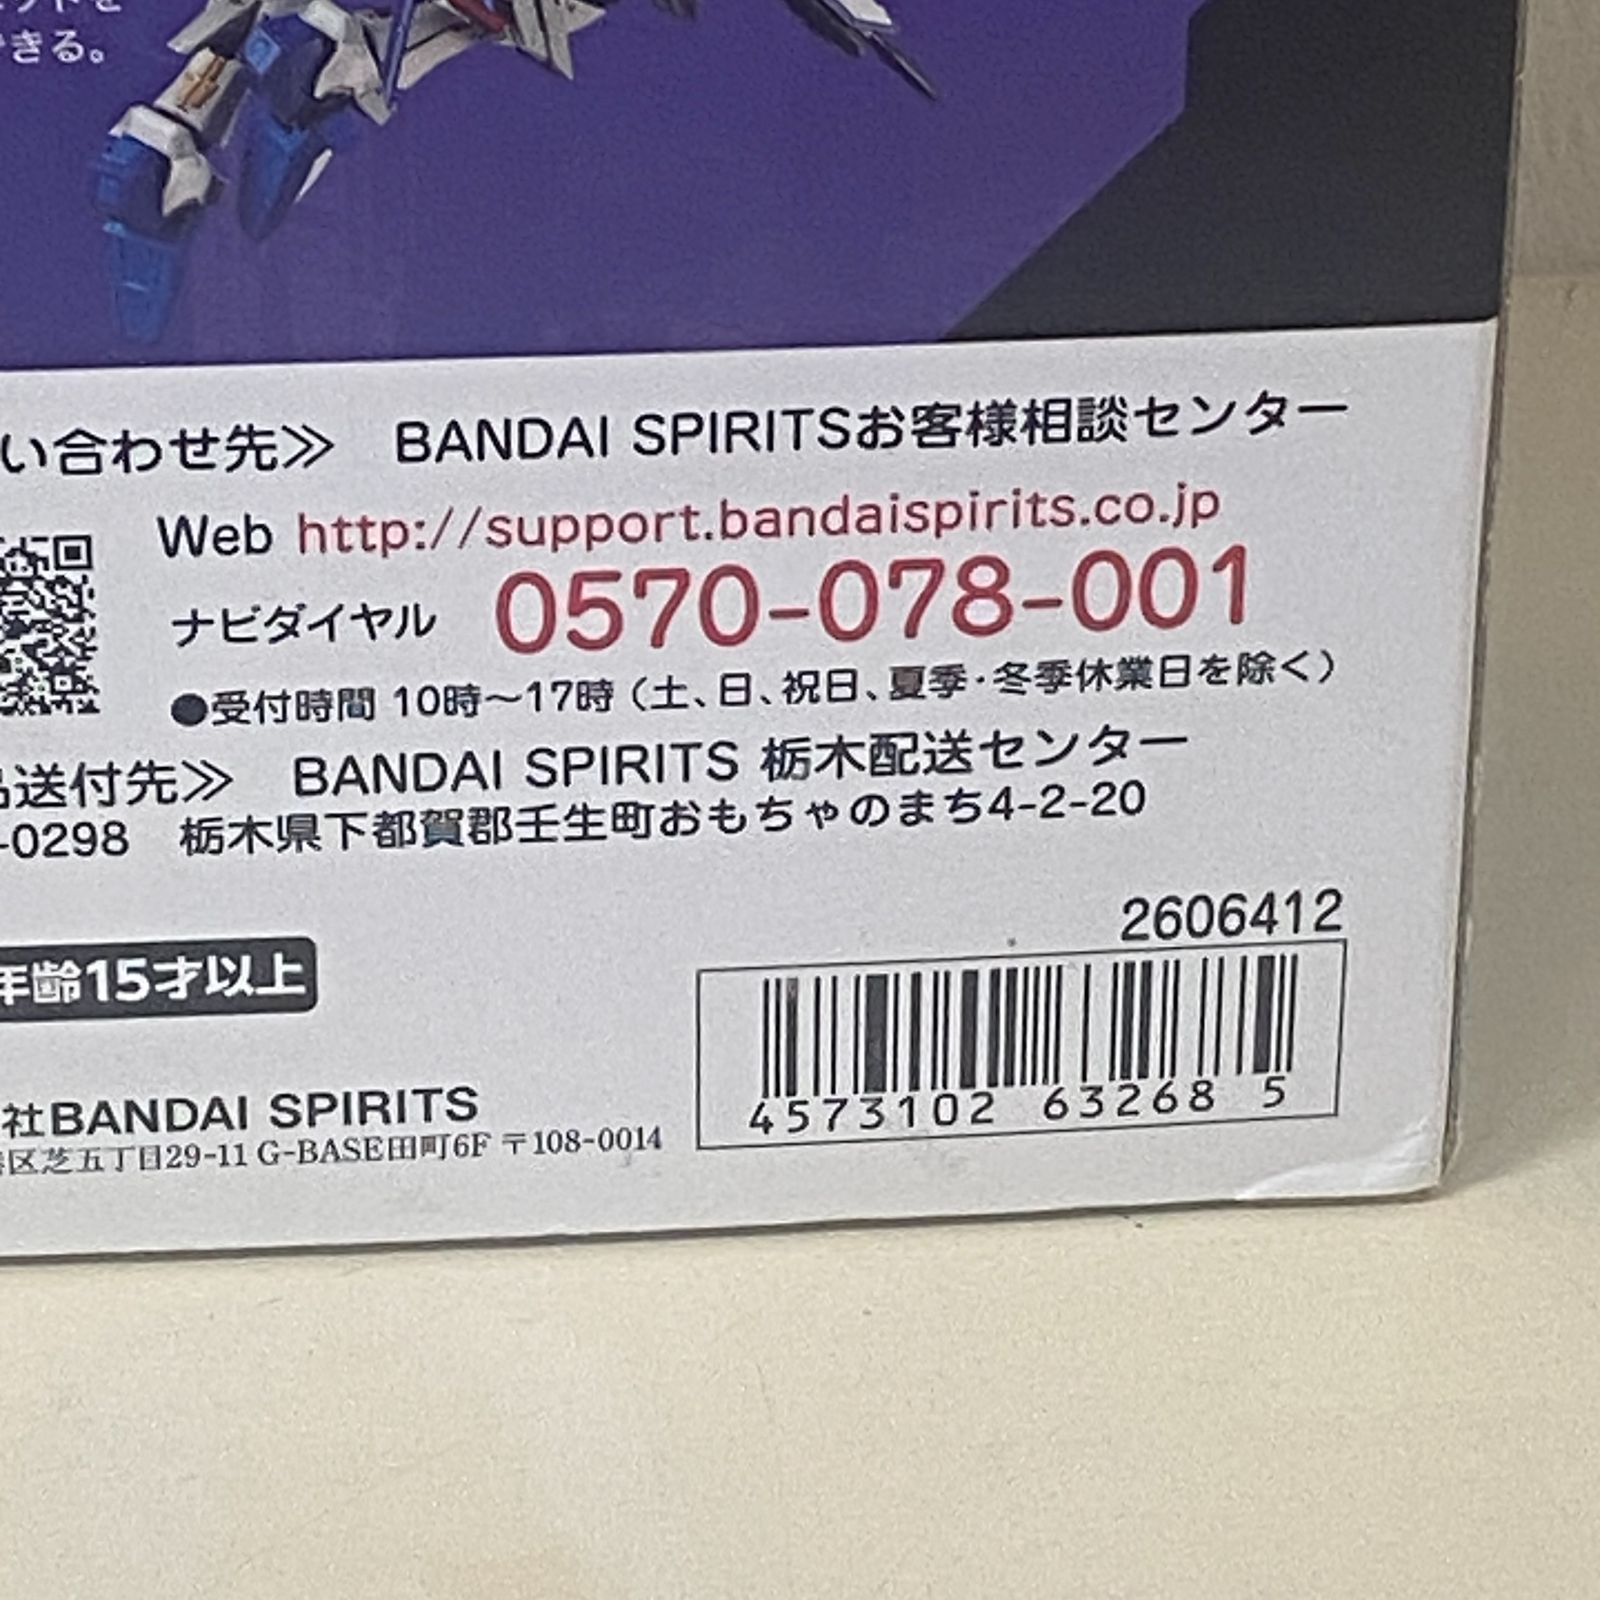 できる。
い合わせ先≫ BANDAI SPIRITSお客様相談センター
Web http://support.bandaispirits.co.jp
ナビダイヤル 0570-078-001
●受付時間 10時〜17時（土、日、祝日、夏季・冬季休業日を除く）
送付先≫ BANDAI SPIRITS 栃木配送センター
-0298 栃木県下都賀郡壬生町おもちゃのまち4-2-20
2606412
年齢15才以上
4573102 63268 5
社BANDAI SPIRITS
区芝五丁目29-11 G-BASE田町6F 〒108-0014